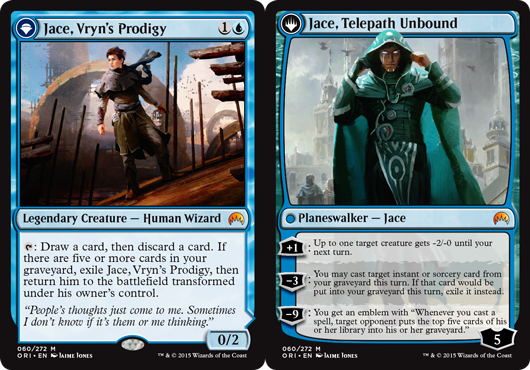 Jace, Vryn's Prodigy 1
Legendary Creature — Human Wizard
: Draw a card, then discard a card. If
there are five or more cards in your
graveyard, exile Jace, Vryn's Prodigy, then
return him to the battlefield transformed
under his owner's control.
"People's thoughts just come to me. Sometimes
I don't know if it's them or me thinking."
0/2
060/272 M
ORI • EN Jaime Jones
™ & © 2015 Wizards of the Coast
Jace, Telepath Unbound
Planeswalker — Jace
+1 : Up to one target creature gets -2/-0 until your
next turn.
-3 : You may cast target instant or sorcery card from
your graveyard this turn. If that card would be
put into your graveyard this turn, exile it instead.
-9 : You get an emblem with "Whenever you cast a
spell, target opponent puts the top five cards of his
or her library into his or her graveyard."
5
060/272 M
ORI • EN Jaime Jones
™ & © 2015 Wizards of the Coast